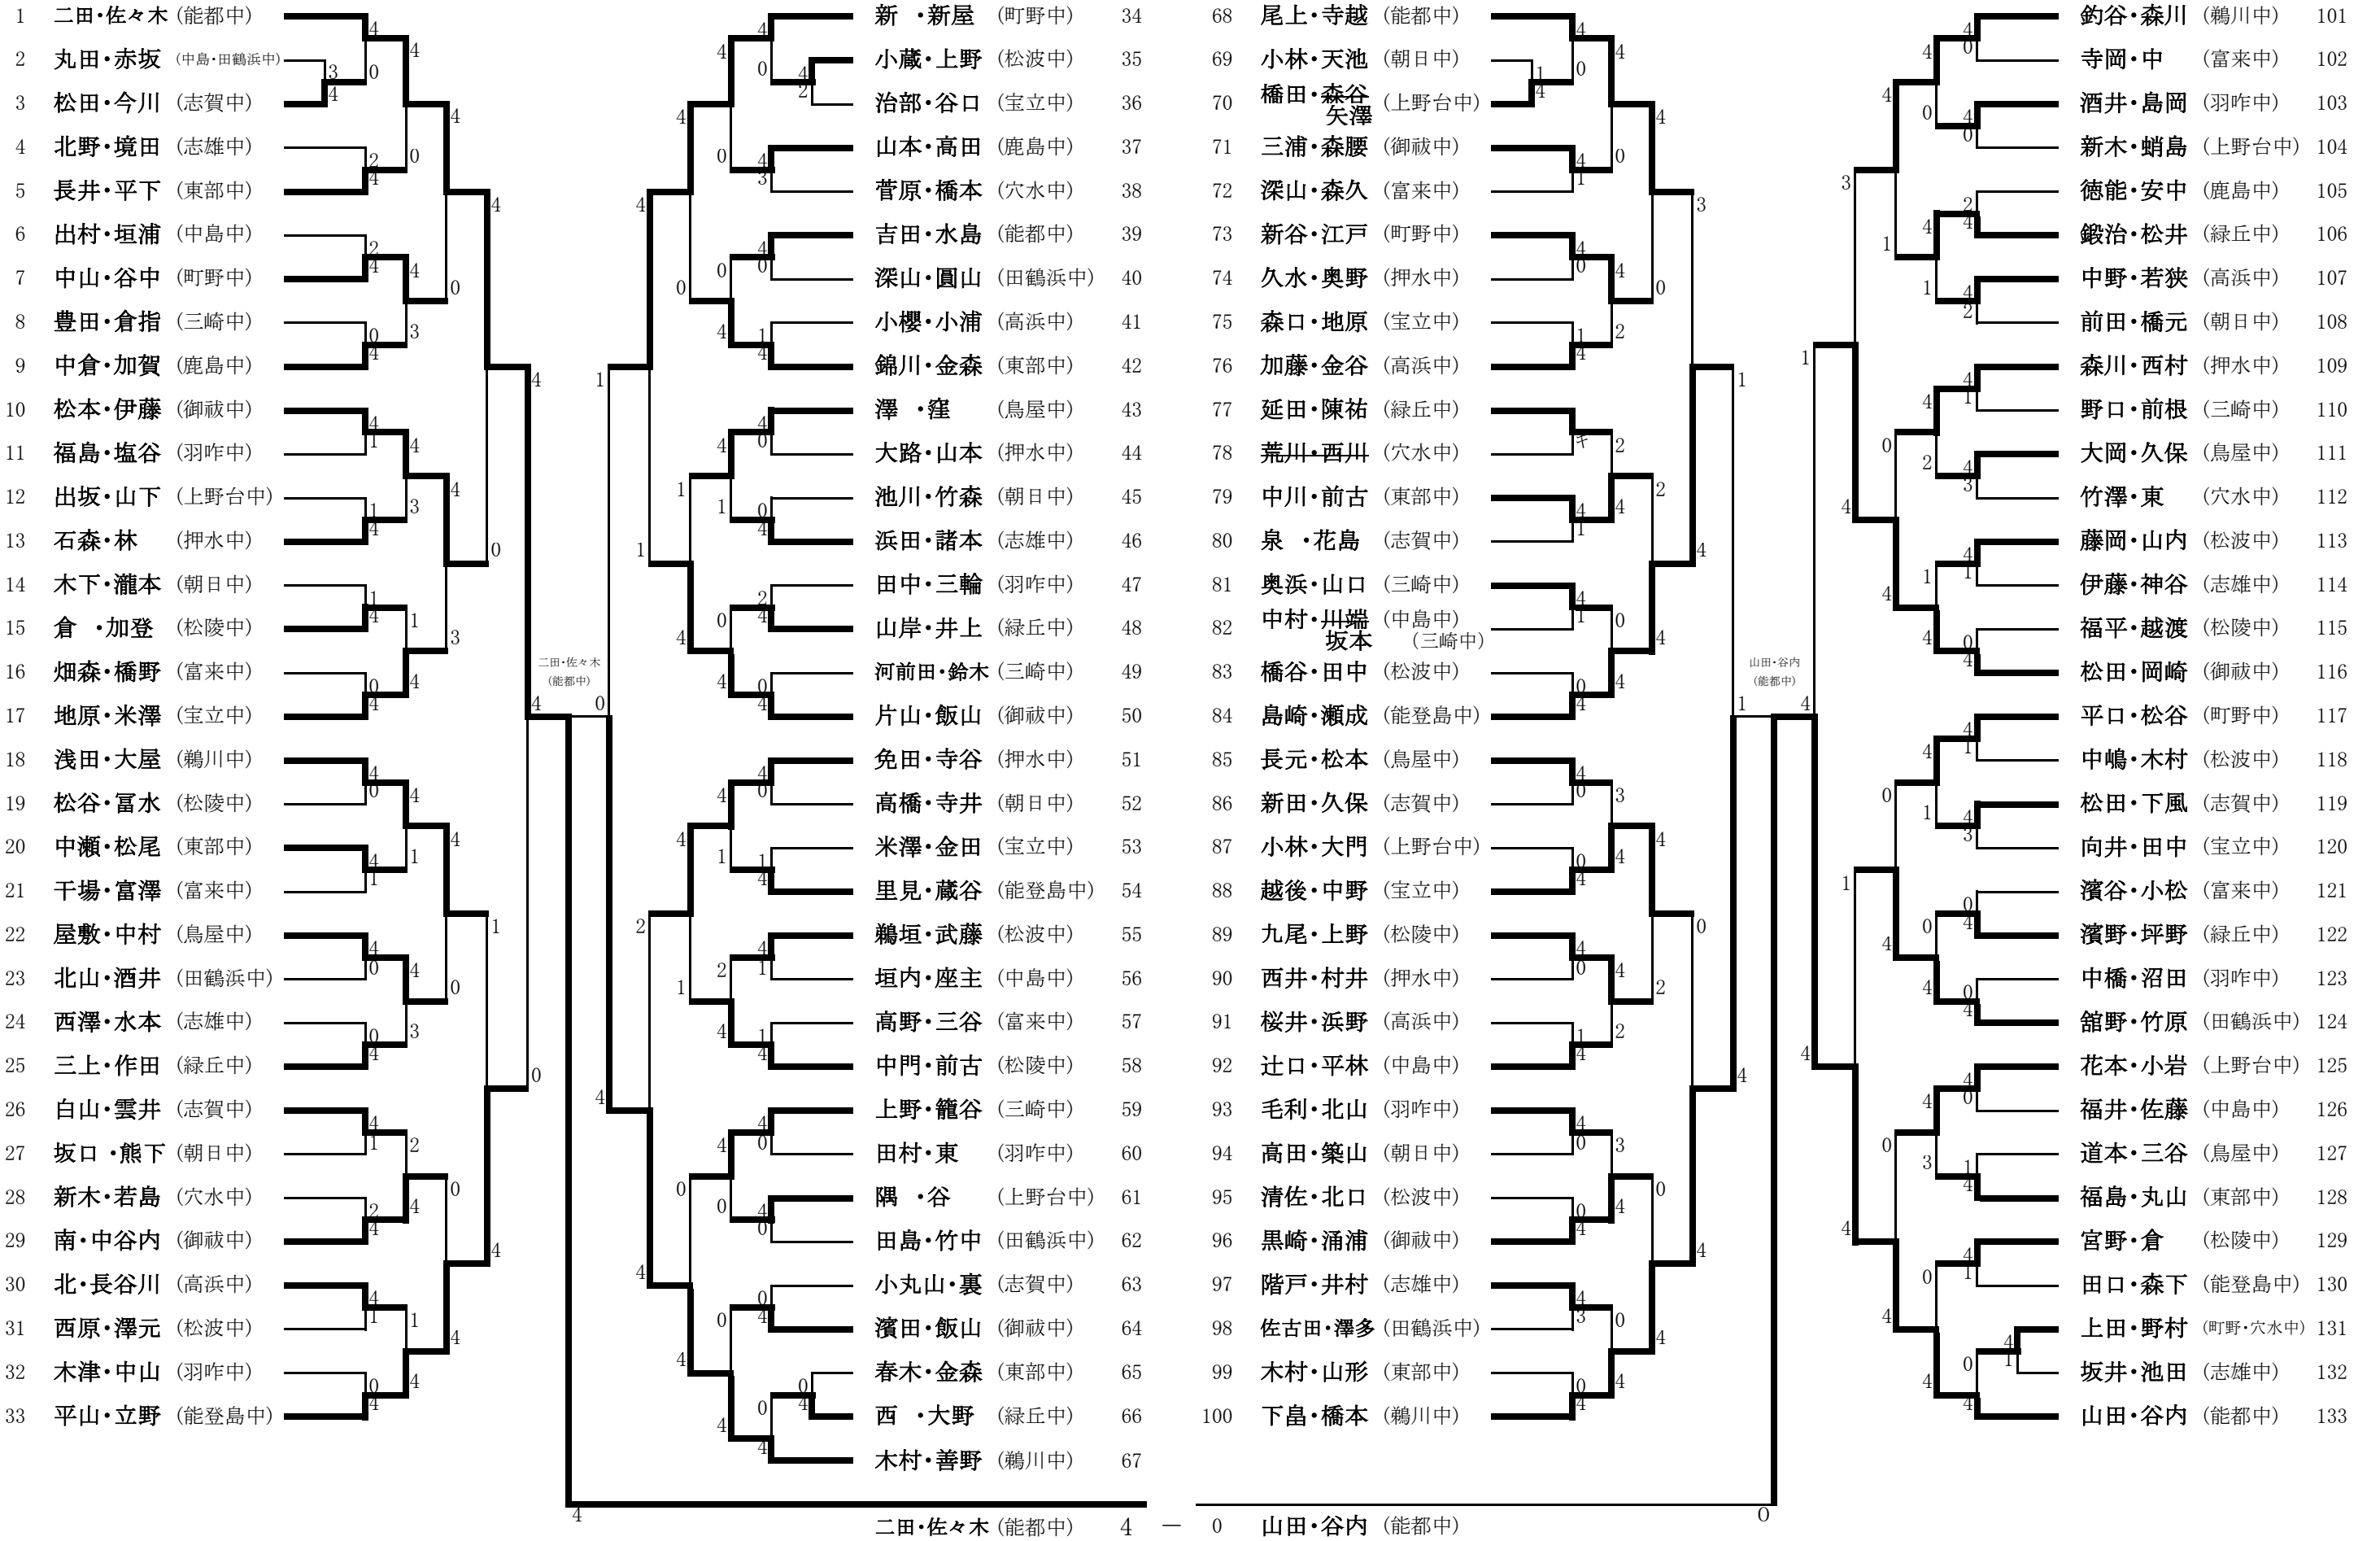 1 二田・佐々木 (能都中)
2 丸田・赤坂 (中島・田鶴浜中)
3 松田・今川 (志賀中)
4 北野・境田 (志雄中)
5 長井・平下 (東部中)
6 出村・垣浦 (中島中)
7 中山・谷中 (町野中)
8 豊田・倉指 (三崎中)
9 中倉・加賀 (鹿島中)
10 松本・伊藤 (御祓中)
11 福島・塩谷 (羽咋中)
12 出坂・山下 (上野台中)
13 石森・林 (押水中)
14 木下・瀧本 (朝日中)
15 倉 ・加登 (松陵中)
16 畑森・橋野 (富来中)
17 地原・米澤 (宝立中)
18 浅田・大屋 (鵜川中)
19 松谷・冨水 (松陵中)
20 中瀬・松尾 (東部中)
21 干場・富澤 (富来中)
22 屋敷・中村 (鳥屋中)
23 北山・酒井 (田鶴浜中)
24 西澤・水本 (志雄中)
25 三上・作田 (緑丘中)
26 白山・雲井 (志賀中)
27 坂口 ・熊下 (朝日中)
28 新木・若島 (穴水中)
29 南・中谷内 (御祓中)
30 北・長谷川 (高浜中)
31 西原・澤元 (松波中)
32 木津・中山 (羽咋中)
33 平山・立野 (能登島中)
二田・佐々木
(能都中)
新 ・新屋 (町野中) 34
小蔵・上野 (松波中) 35
治部・谷口 (宝立中) 36
山本・高田 (鹿島中) 37
菅原・橋本 (穴水中) 38
吉田・水島 (能都中) 39
深山・圓山 (田鶴浜中) 40
小櫻・小浦 (高浜中) 41
錦川・金森 (東部中) 42
澤 ・窪 (鳥屋中) 43
大路・山本 (押水中) 44
池川・竹森 (朝日中) 45
浜田・諸本 (志雄中) 46
田中・三輪 (羽咋中) 47
山岸・井上 (緑丘中) 48
河前田・鈴木 (三崎中) 49
片山・飯山 (御祓中) 50
免田・寺谷 (押水中) 51
高橋・寺井 (朝日中) 52
米澤・金田 (宝立中) 53
里見・蔵谷 (能登島中) 54
鵜垣・武藤 (松波中) 55
垣内・座主 (中島中) 56
高野・三谷 (富来中) 57
中門・前古 (松陵中) 58
上野・籠谷 (三崎中) 59
田村・東 (羽咋中) 60
隅 ・谷 (上野台中) 61
田島・竹中 (田鶴浜中) 62
小丸山・裏 (志賀中) 63
濱田・飯山 (御祓中) 64
春木・金森 (東部中) 65
西 ・大野 (緑丘中) 66
木村・善野 (鵜川中) 67
68 尾上・寺越 (能都中)
69 小林・天池 (朝日中)
70 橋田・森谷 (上野台中)
矢澤
71 三浦・森腰 (御祓中)
72 深山・森久 (富来中)
73 新谷・江戸 (町野中)
74 久水・奥野 (押水中)
75 森口・地原 (宝立中)
76 加藤・金谷 (高浜中)
77 延田・陳祐 (緑丘中)
キ
78 荒川・西川 (穴水中)
79 中川・前古 (東部中)
80 泉 ・花島 (志賀中)
81 奥浜・山口 (三崎中)
82 中村・川端 (中島中)
坂本 (三崎中)
83 橋谷・田中 (松波中)
84 島崎・瀬成 (能登島中)
85 長元・松本 (鳥屋中)
86 新田・久保 (志賀中)
87 小林・大門 (上野台中)
88 越後・中野 (宝立中)
89 九尾・上野 (松陵中)
90 西井・村井 (押水中)
91 桜井・浜野 (高浜中)
92 辻口・平林 (中島中)
93 毛利・北山 (羽咋中)
94 高田・築山 (朝日中)
95 清佐・北口 (松波中)
96 黒崎・涌浦 (御祓中)
97 階戸・井村 (志雄中)
98 佐古田・澤多 (田鶴浜中)
99 木村・山形 (東部中)
100 下畠・橋本 (鵜川中)
山田・谷内
(能都中)
釣谷・森川 (鵜川中) 101
寺岡・中 (富来中) 102
酒井・島岡 (羽咋中) 103
新木・蛸島 (上野台中) 104
徳能・安中 (鹿島中) 105
鍛治・松井 (緑丘中) 106
中野・若狭 (高浜中) 107
前田・橋元 (朝日中) 108
森川・西村 (押水中) 109
野口・前根 (三崎中) 110
大岡・久保 (鳥屋中) 111
竹澤・東 (穴水中) 112
藤岡・山内 (松波中) 113
伊藤・神谷 (志雄中) 114
福平・越渡 (松陵中) 115
松田・岡崎 (御祓中) 116
平口・松谷 (町野中) 117
中嶋・木村 (松波中) 118
松田・下風 (志賀中) 119
向井・田中 (宝立中) 120
濱谷・小松 (富来中) 121
濱野・坪野 (緑丘中) 122
中橋・沼田 (羽咋中) 123
舘野・竹原 (田鶴浜中) 124
花本・小岩 (上野台中) 125
福井・佐藤 (中島中) 126
道本・三谷 (鳥屋中) 127
福島・丸山 (東部中) 128
宮野・倉 (松陵中) 129
田口・森下 (能登島中) 130
上田・野村 (町野・穴水中) 131
坂井・池田 (志雄中) 132
山田・谷内 (能都中) 133
二田・佐々木 (能都中) 4 — 0 山田・谷内 (能都中)